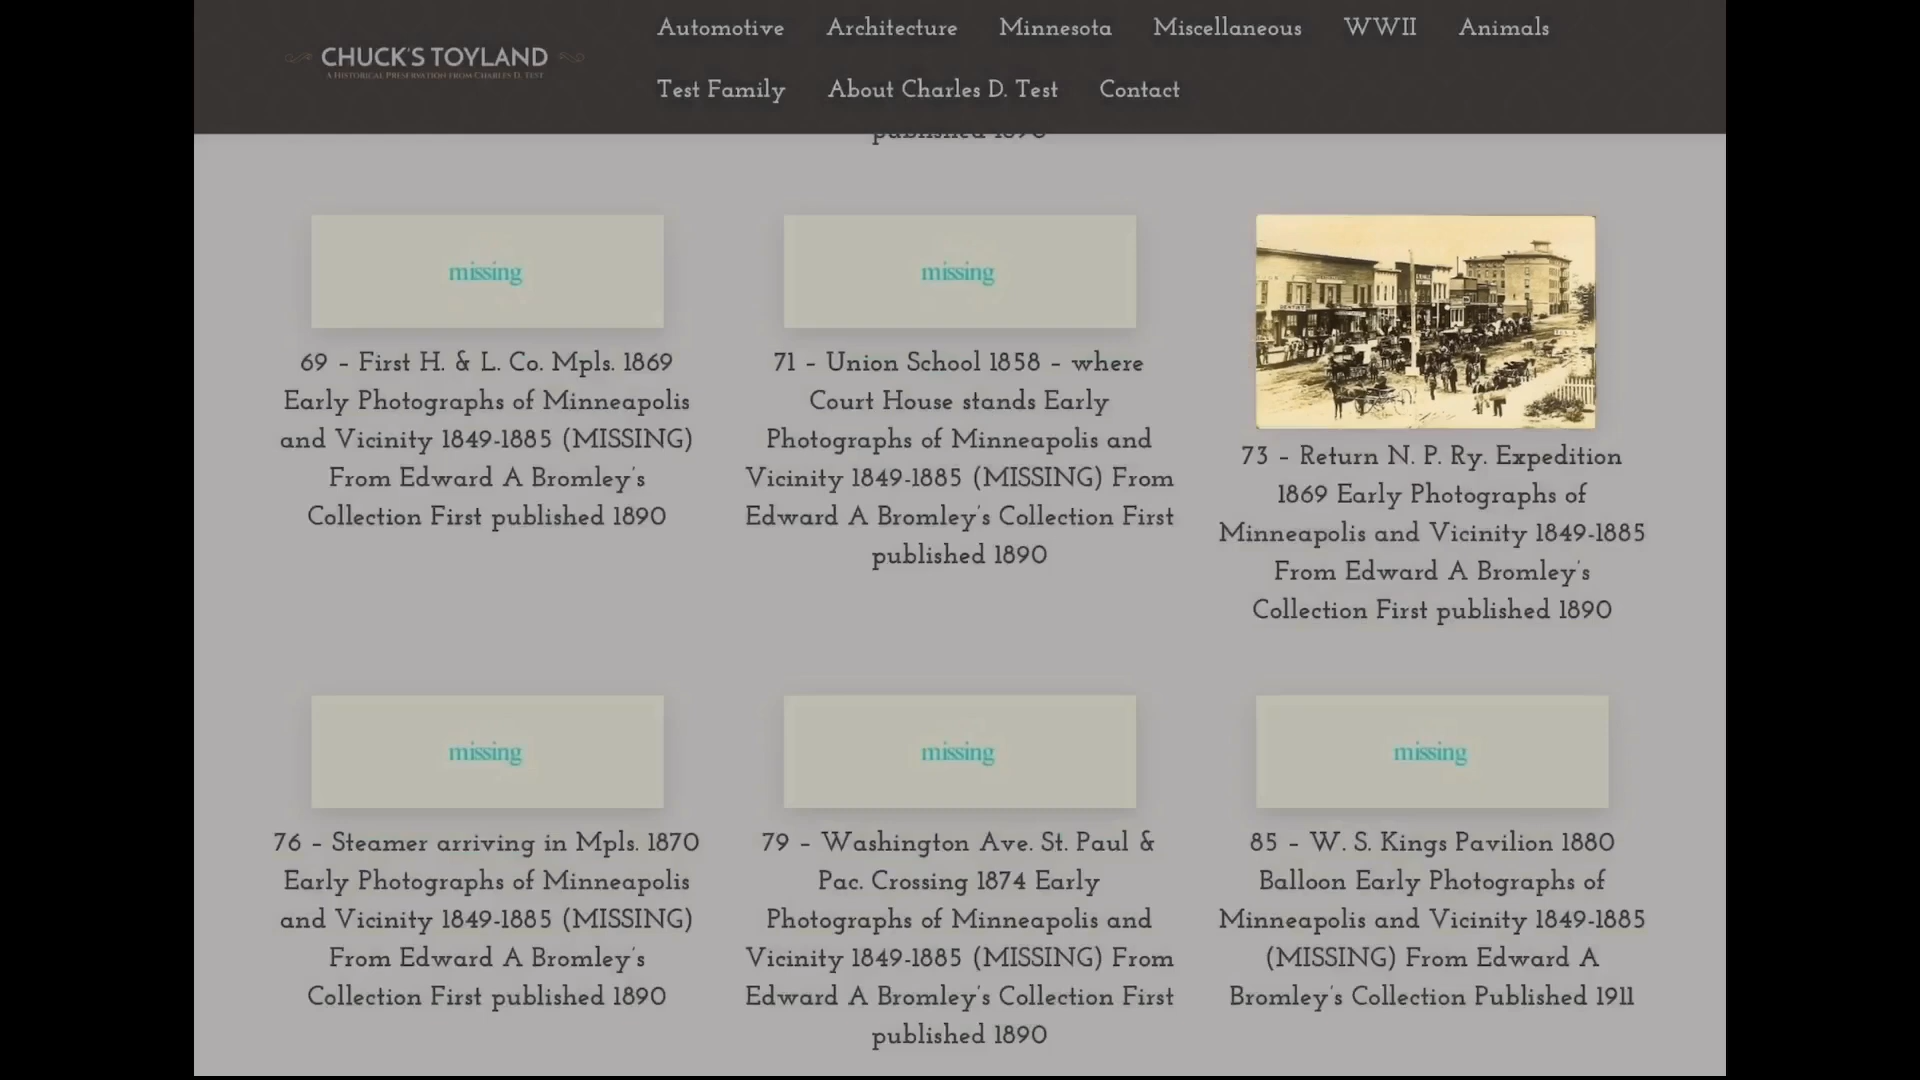 Automotive Architecture Minnesota Miscellaneous WWII Animals
CHUCK'S TOYLAND
A HISTORICAL PRESERVATION FROM CHARLES D. TEST
Test Family About Charles D. Test Contact
published 1890
missing
69 – First H. & L. Co. Mpls. 1869
Early Photographs of Minneapolis
and Vicinity 1849-1885 (MISSING)
From Edward A Bromley's
Collection First published 1890
missing
71 – Union School 1858 – where
Court House stands Early
Photographs of Minneapolis and
Vicinity 1849-1885 (MISSING) From
Edward A Bromley's Collection First
published 1890
73 – Return N. P. Ry. Expedition
1869 Early Photographs of
Minneapolis and Vicinity 1849-1885
From Edward A Bromley's
Collection First published 1890
missing
76 – Steamer arriving in Mpls. 1870
Early Photographs of Minneapolis
and Vicinity 1849-1885 (MISSING)
From Edward A Bromley's
Collection First published 1890
missing
79 – Washington Ave. St. Paul &
Pac. Crossing 1874 Early
Photographs of Minneapolis and
Vicinity 1849-1885 (MISSING) From
Edward A Bromley's Collection First
published 1890
missing
85 – W. S. Kings Pavilion 1880
Balloon Early Photographs of
Minneapolis and Vicinity 1849-1885
(MISSING) From Edward A
Bromley's Collection Published 1911